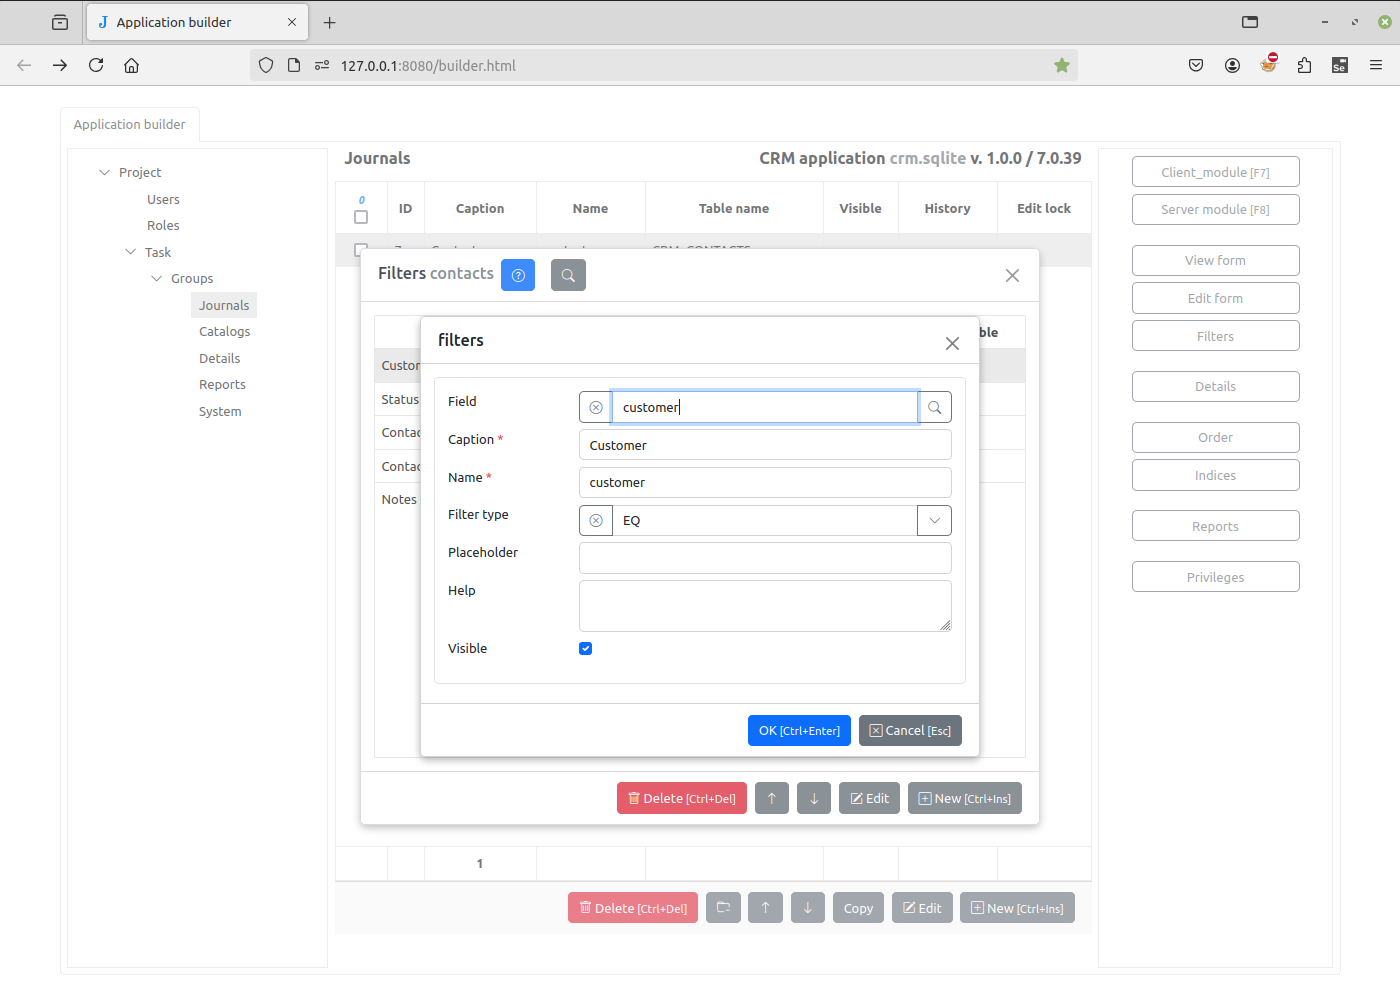 Application builder
127.0.0.1:8080/builder.html
Application builder
Project
Users
Roles
Task
Groups
Journals
Catalogs
Details
Reports
System
Journals
CRM application crm.sqlite v. 1.0.0 / 7.0.39
0
ID Caption Name Table name Visible History Edit lock
Filters contacts
filters
Field customer
Caption * Customer
Name * customer
Filter type EQ
Placeholder
Help
Visible
OK [Ctrl+Enter] Cancel [Esc]
Custor
Status
Contac
Contac
Notes
ble
Delete [Ctrl+Del] Edit New [Ctrl+Ins]
1
Delete [Ctrl+Del] Copy Edit New [Ctrl+Ins]
Client_module [F7]
Server module [F8]
View form
Edit form
Filters
Details
Order
Indices
Reports
Privileges